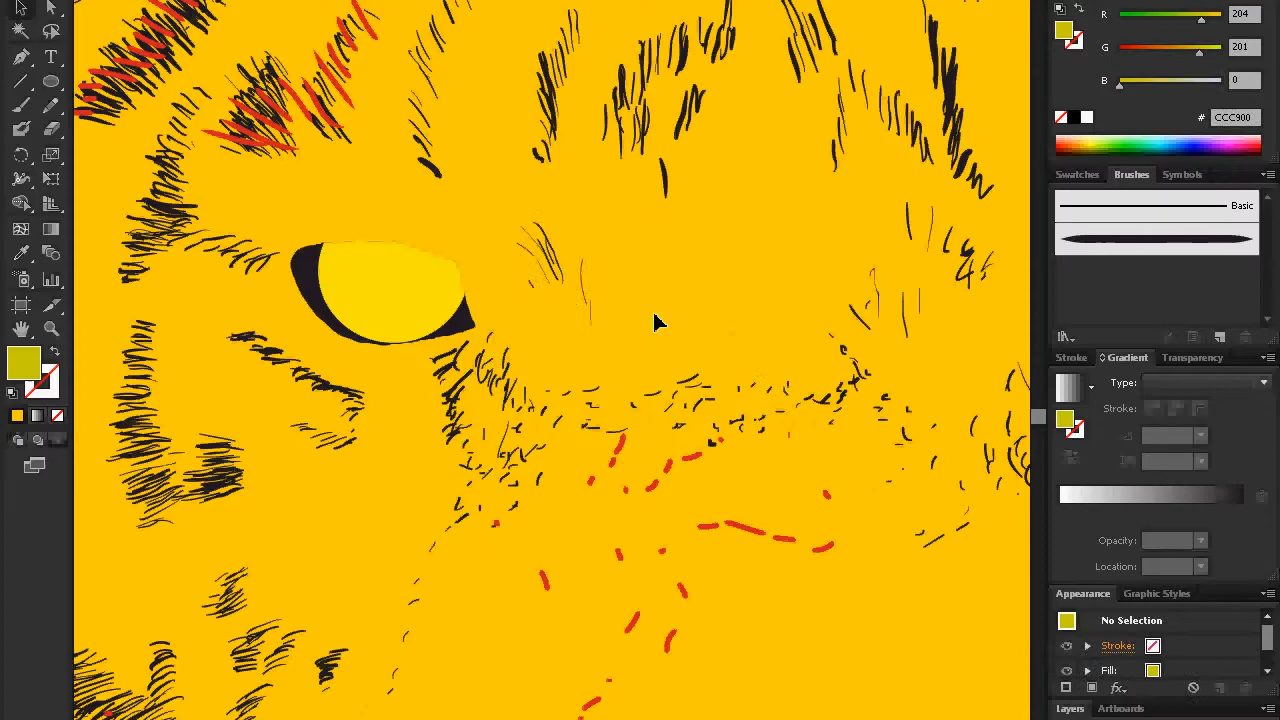 R 204
G 201
B 0
# CCC900
Swatches Brushes Symbols
Basic
Stroke Gradient Transparency
Type:
Stroke:
Opacity:
Location:
Appearance Graphic Styles
No Selection
Stroke:
Fill:
fx
Layers Artboards